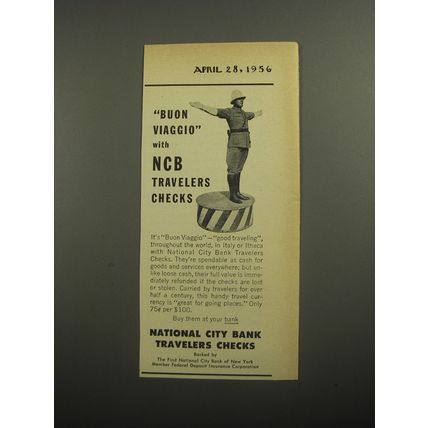 APRIL 28, 1956
"BUON
VIAGGIO"
with
NCB
TRAVELERS
CHECKS
It's "Buon Viaggio"—"good traveling",
throughout the world, in Italy or Ithaca
with National City Bank Travelers
Checks. They're spendable as cash for
goods and services everywhere; but un-
like loose cash, their full value is imme-
diately refunded if the checks are lost
or stolen. Carried by travelers for over
half a century, this handy travel cur-
rency is "great for going places." Only
75¢ per $100.
Buy them at your bank
NATIONAL CITY BANK
TRAVELERS CHECKS
Backed by
The First National City Bank of New York
Member Federal Deposit Insurance Corporation